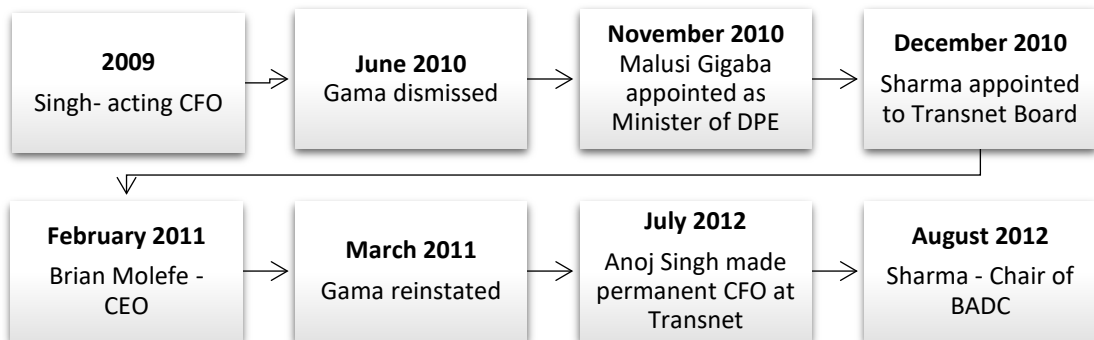 2009
Singh- acting CFO
June 2010
Gama dismissed
November 2010
Malusi Gigaba
appointed as
Minister of DPE
December 2010
Sharma appointed
to Transnet Board
February 2011
Brian Molefe -
CEO
March 2011
Gama reinstated
July 2012
Anoj Singh made
permanent CFO at
Transnet
August 2012
Sharma - Chair of
BADC